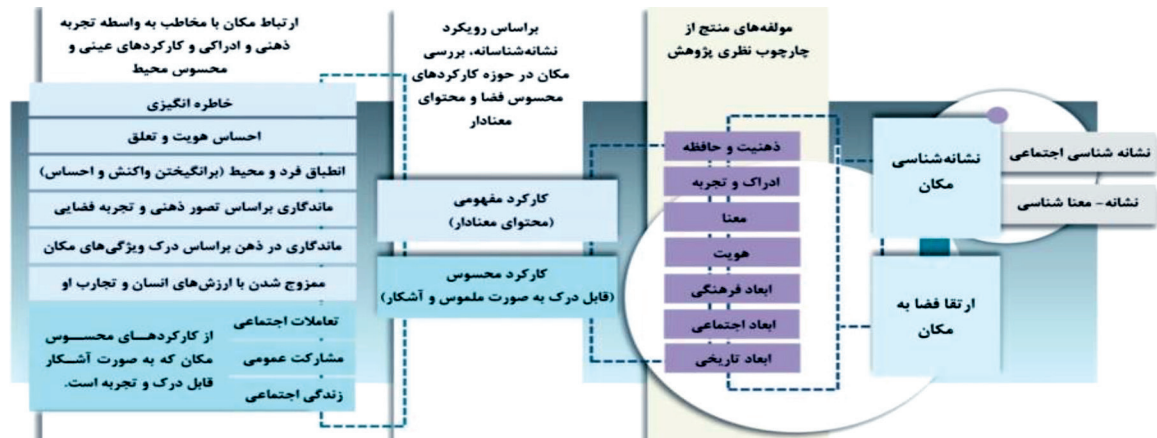 نشانه شناسی اجتماعی
نشانه- معنا شناسی
نشانه‌شناسی
مکان
ارتقا فضا به
مکان
مولفه‌های منتج از
چارچوب نظری پژوهش
ذهنیت و حافظه
ادراک و تجربه
معنا
هویت
ابعاد فرهنگی
ابعاد اجتماعی
ابعاد تاریخی
براساس رویکرد
نشانه‌شناسانه، بررسی
مکان در حوزه کارکردهای
محسوس فضا و محتوای
معنادار
کارکرد مفهومی
(محتوای معنادار)
کارکرد محسوس
(قابل درک به صورت ملموس و آشکار)
ارتباط مکان با مخاطب به واسطه تجربه
ذهنی و ادراکی و کارکردهای عینی و
محسوس محیط
خاطره انگیزی
احساس هویت و تعلق
انطباق فرد و محیط (برانگیختن واکنش و احساس)
ماندگاری براساس تصور ذهنی و تجربه فضایی
ماندگاری در ذهن براساس درک ویژگی‌های مکان
ممزوج شدن با ارزش‌های انسان و تجارب او
تعاملات اجتماعی
مشارکت عمومی
زندگی اجتماعی
از کارکردهای محسوس
مکان که به صورت آشکار
قابل درک و تجربه است.